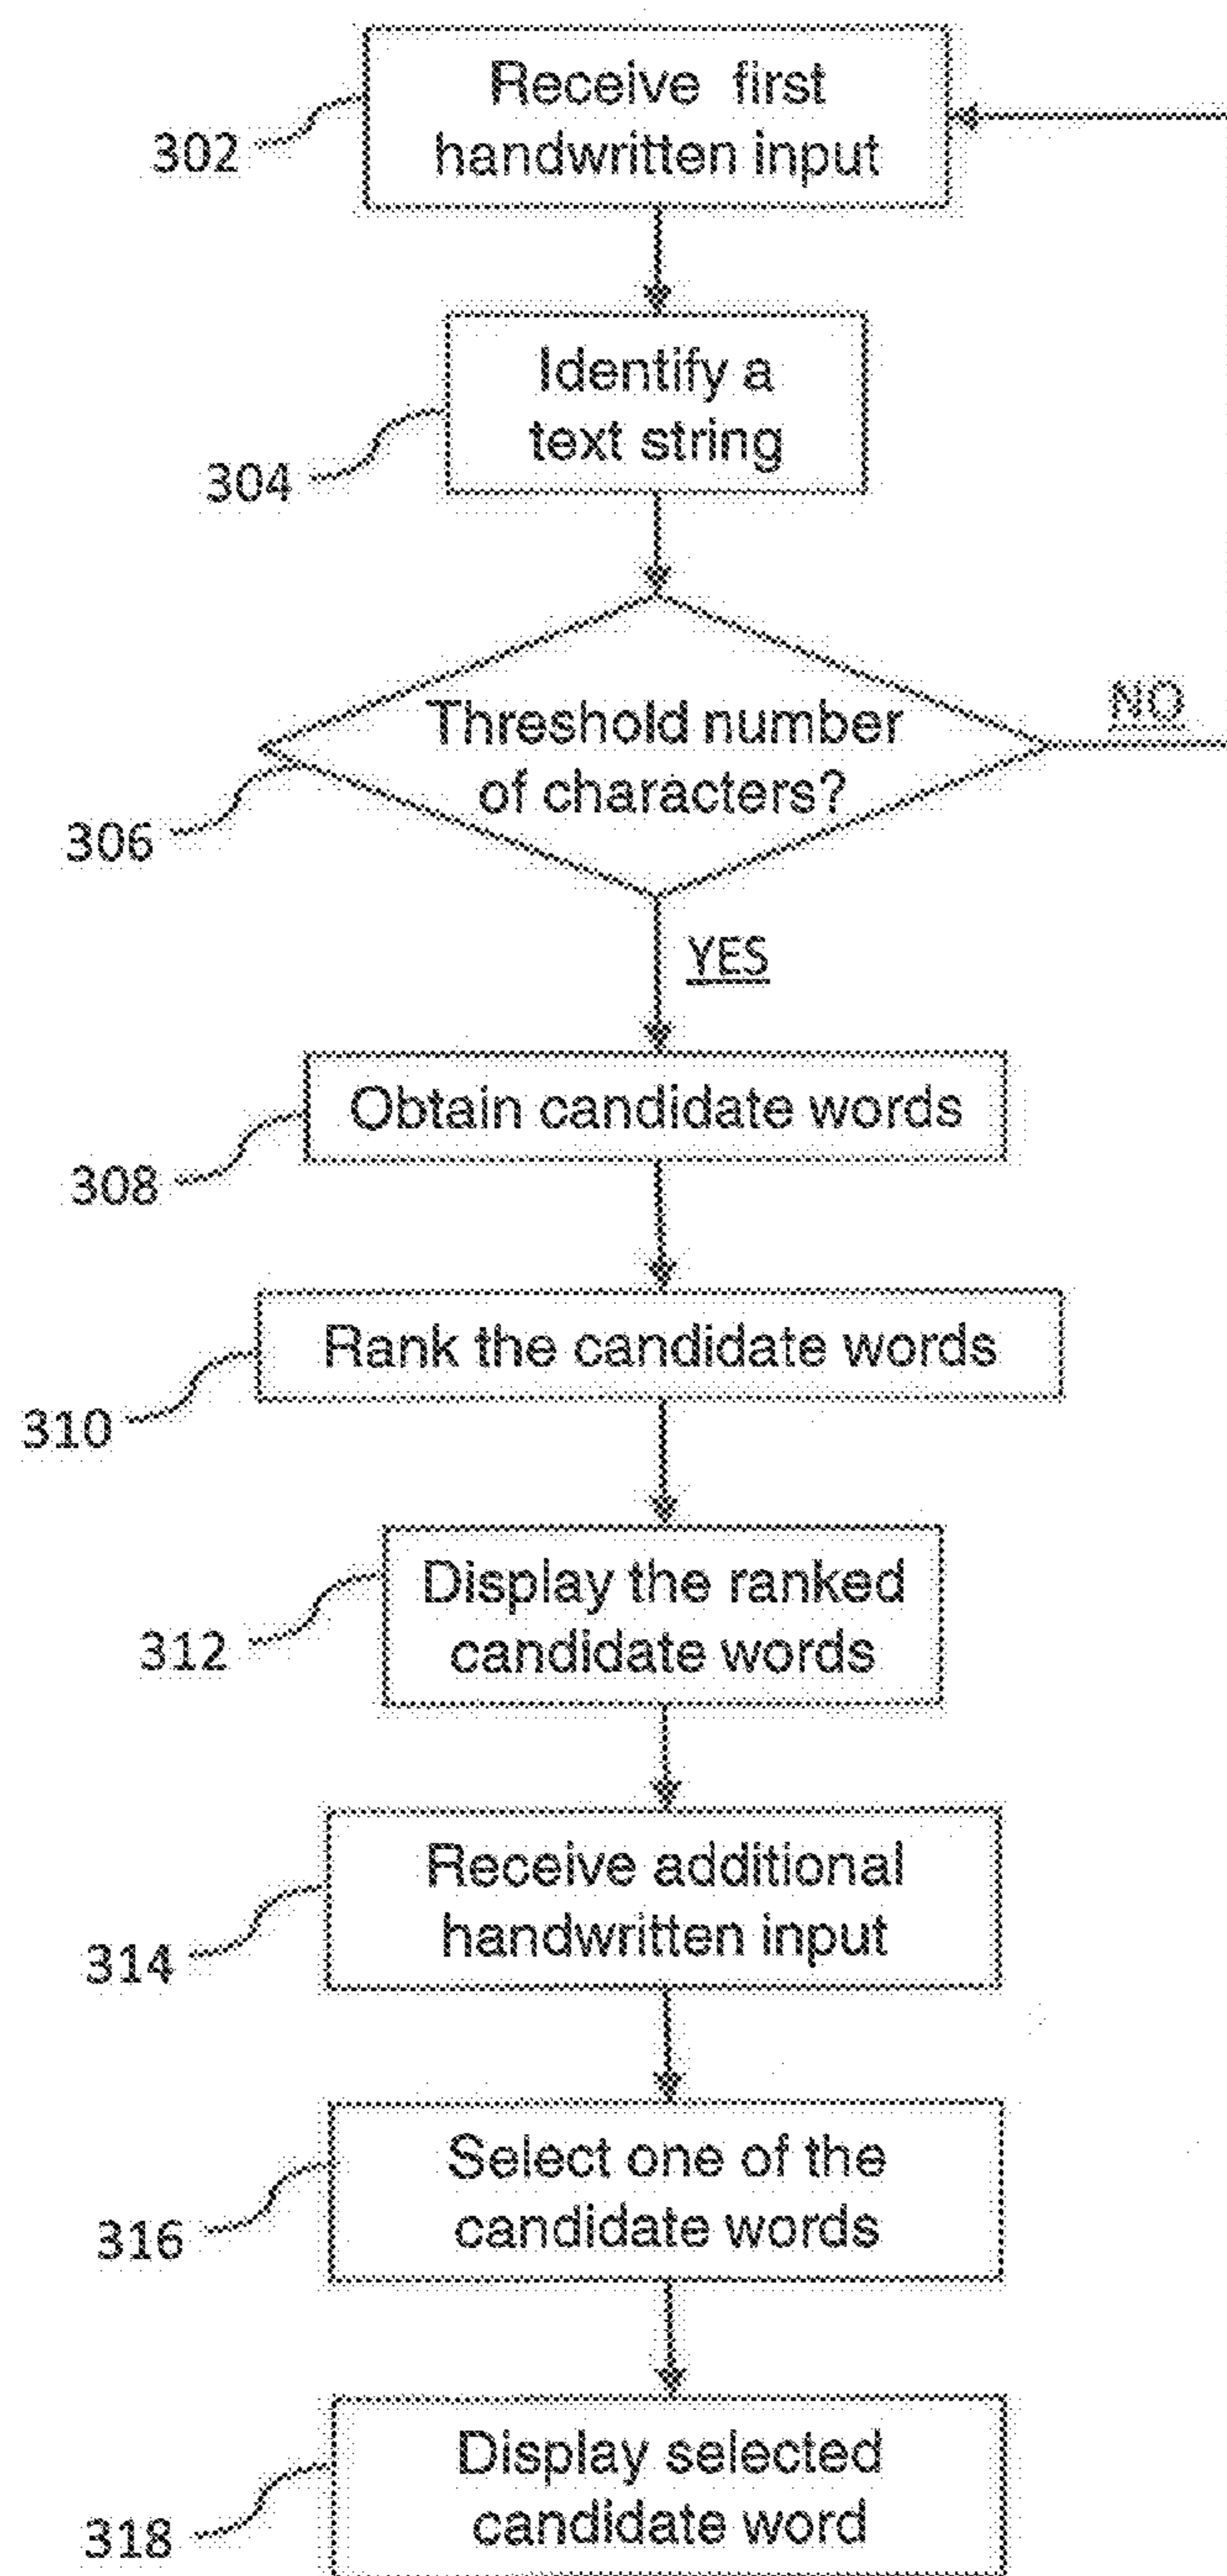 Receive first
handwritten input
302
Identify a
text string
304
Threshold number
of characters?
NO
306
YES
Obtain candidate words
308
Rank the candidate words
310
Display the ranked
candidate words
312
Receive additional
handwritten input
314
Select one of the
candidate words
316
Display selected
candidate word
318